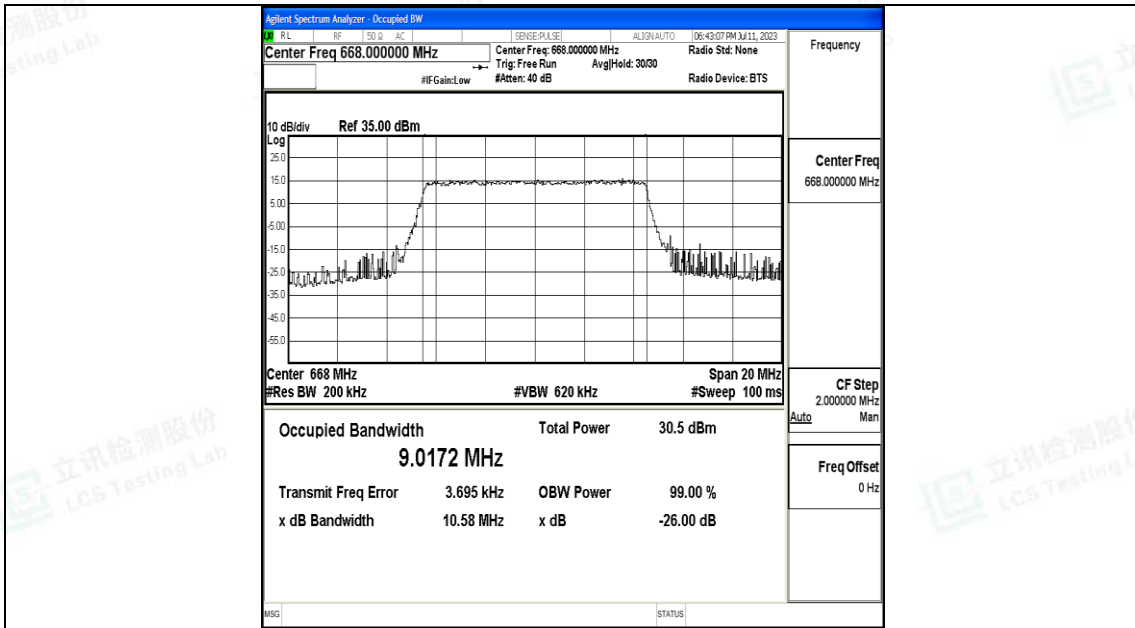 Agilent Spectrum Analyzer - Occupied BW
RL RF 50 Ω AC SENSE:PULSE ALIGN AUTO 06:43:07 PM Jul 11, 2023
Center Freq 668.000000 MHz
Center Freq: 668.000000 MHz
Radio Std: None
Trig: Free Run Avg|Hold: 30/30
#IFGain:Low
#Atten: 40 dB
Radio Device: BTS
Frequency
10 dB/div Ref 35.00 dBm
Log
25.0
15.0
5.00
-5.00
-15.0
-25.0
-35.0
-45.0
-55.0
Center 668 MHz
Span 20 MHz
#Res BW 200 kHz
#VBW 620 kHz
#Sweep 100 ms
Center Freq
668.000000 MHz
CF Step
2.000000 MHz
Auto Man
Freq Offset
0 Hz
Occupied Bandwidth
Total Power 30.5 dBm
9.0172 MHz
Transmit Freq Error 3.695 kHz OBW Power 99.00 %
x dB Bandwidth 10.58 MHz x dB -26.00 dB
MSG
STATUS
立讯检测股份
LCS Testing Lab
立讯检测股份
LCS Testing L